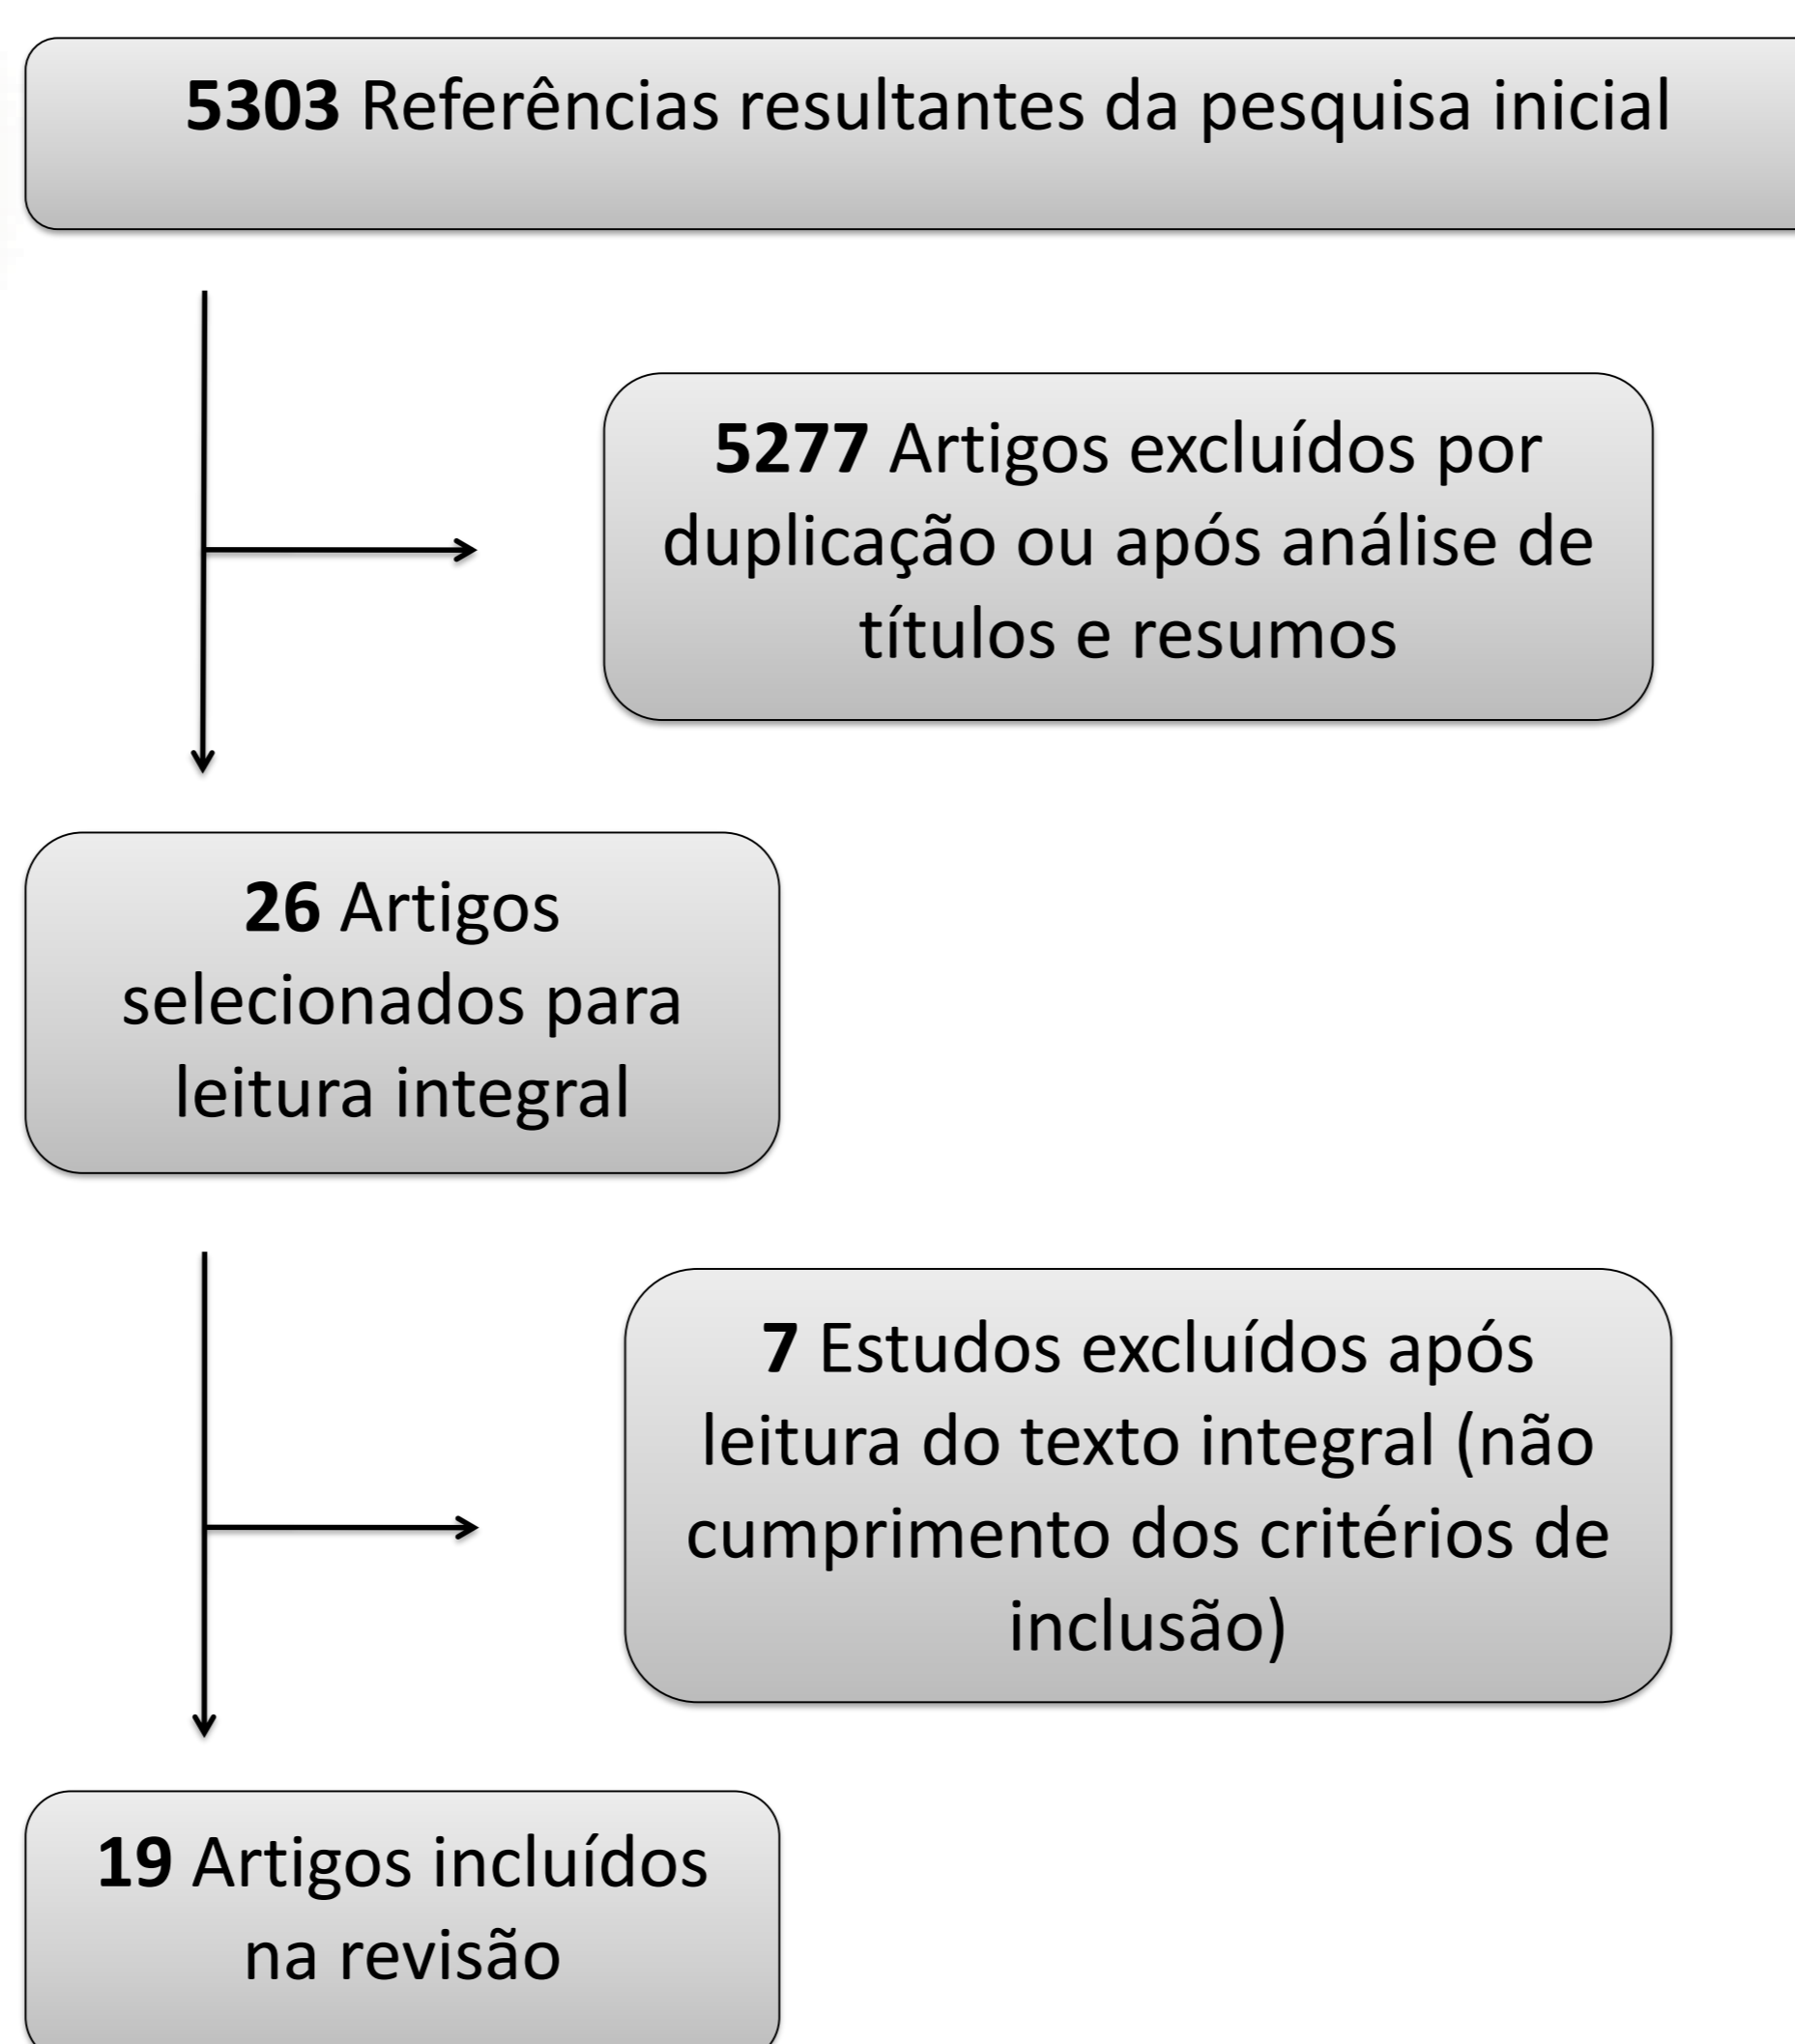 5303 Referências resultantes da pesquisa inicial
5277 Artigos excluídos por
duplicação ou após análise de
títulos e resumos
26 Artigos
selecionados para
leitura integral
7 Estudos excluídos após
leitura do texto integral (não
cumprimento dos critérios de
inclusão)
19 Artigos incluídos
na revisão